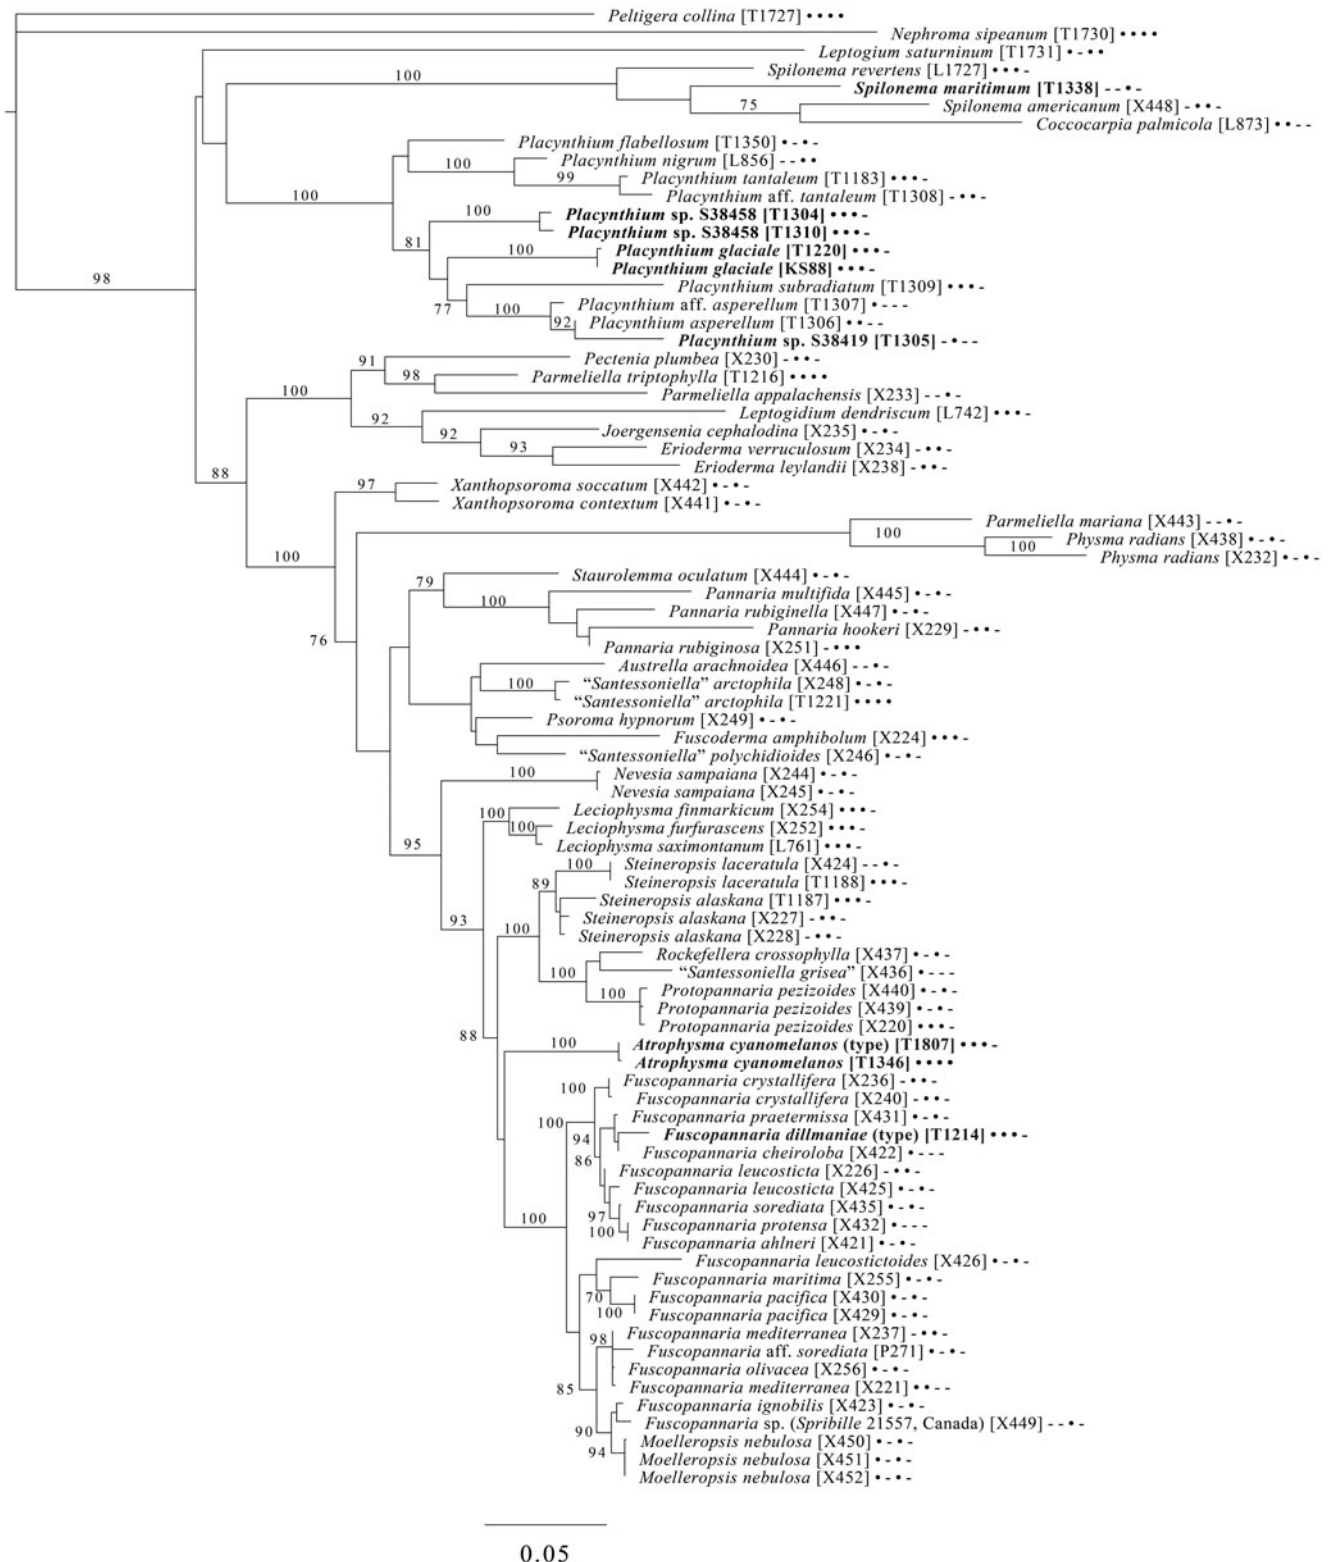 Peltigera collina [T1727] • • • •
Nephroma sipeanum [T1730] • • • •
Leptogium saturninum [T1731] • - • •
100
Spilonema revertens [L1727] • • • -
Spilonema maritimum [T1338] - - • -
75
Spilonema americanum [X448] - • • -
Coccocarpia palmicola [L873] • • - -
Placynthium flabellosum [T1350] • - • -
100
Placynthium nigrum [L856] - - • •
99
Placynthium tantaleum [T1183] • • • -
100
Placynthium aff. tantaleum [T1308] - • • -
100
Placynthium sp. S38458 [T1304] • • • -
Placynthium sp. S38458 [T1310] • • • -
81
100
Placynthium glaciale [T1220] • • • -
Placynthium glaciale [KS88] • • • -
98
Placynthium subradiatum [T1309] • • • -
77
100
Placynthium aff. asperellum [T1307] • - - -
92
Placynthium asperellum [T1306] • • - -
Placynthium sp. S38419 [T1305] - • - -
91
Pectenia plumbea [X230] - • • -
98
Parmeliella triptophylla [T1216] • • • •
100
Parmeliella appalachensis [X233] - - • -
92
Leptogidium dendriscum [L742] • • • -
92
Joergensenia cephalodina [X235] • - • -
93
Erioderma verruculosum [X234] - • • -
Erioderma leylandii [X238] - • • -
88
97
Xanthopsoroma soccatum [X442] • - • -
Xanthopsoroma contextum [X441] • - • -
Parmeliella mariana [X443] - - • -
100
Physma radians [X438] • - • -
100
100
Physma radians [X232] • - • -
79
Staurolemma oculatum [X444] • - • -
100
Pannaria multifida [X445] • - • -
Pannaria rubiginella [X447] • - • -
Pannaria hookeri [X229] - • • -
76
Pannaria rubiginosa [X251] - • • •
Austrella arachnoidea [X446] - - • -
100
“Santessoniella” arctophila [X248] • - • -
“Santessoniella” arctophila [T1221] • • • •
Psoroma hypnorum [X249] • - • -
Fuscoderma amphibolum [X224] • • • -
“Santessoniella” polychidioides [X246] • - • -
100
Nevesia sampaiana [X244] • - • -
Nevesia sampaiana [X245] • - • -
100
Leciophysma finmarkicum [X254] • • • -
100
Leciophysma furfurascens [X252] • • • -
95
Leciophysma saximontanum [L761] • • • -
100
Steineropsis laceratula [X424] - - • -
89
Steineropsis laceratula [T1188] • • • -
Steineropsis alaskana [T1187] • • • -
93
Steineropsis alaskana [X227] - • • -
100
Steineropsis alaskana [X228] - • • -
Rockefellera crossophylla [X437] • - • -
100
“Santessoniella grisea” [X436] • - - -
100
Protopannaria pezizoides [X440] • - • -
Protopannaria pezizoides [X439] • - • -
Protopannaria pezizoides [X220] • • • -
88
100
Atrophysma cyanomelanos (type) [T1807] • • • -
Atrophysma cyanomelanos [T1346] • • • •
100
Fuscopannaria crystallifera [X236] - • • -
Fuscopannaria crystallifera [X240] - • • -
100
Fuscopannaria praetermissa [X431] • - • -
94
Fuscopannaria dillmaniae (type) [T1214] • • • -
86
Fuscopannaria cheiroloba [X422] • - - -
Fuscopannaria leucosticta [X226] - • • -
Fuscopannaria leucosticta [X425] • - • -
Fuscopannaria sorediata [X435] • - • -
100
97
Fuscopannaria protensa [X432] • - - -
100
Fuscopannaria ahlneri [X421] • - • -
Fuscopannaria leucostictoides [X426] • - • -
Fuscopannaria maritima [X255] • - • -
70
Fuscopannaria pacifica [X430] • - • -
100
Fuscopannaria pacifica [X429] • - • -
98
Fuscopannaria mediterranea [X237] - • • -
Fuscopannaria aff. sorediata [P271] • - • -
Fuscopannaria olivacea [X256] • - • -
85
Fuscopannaria mediterranea [X221] • • - -
Fuscopannaria ignobilis [X423] • - • -
90
Fuscopannaria sp. (Spribille 21557, Canada) [X449] - - • -
Moelleropsis nebulosa [X450] • - • -
94
Moelleropsis nebulosa [X451] • - • -
Moelleropsis nebulosa [X452] • - • -
0.05